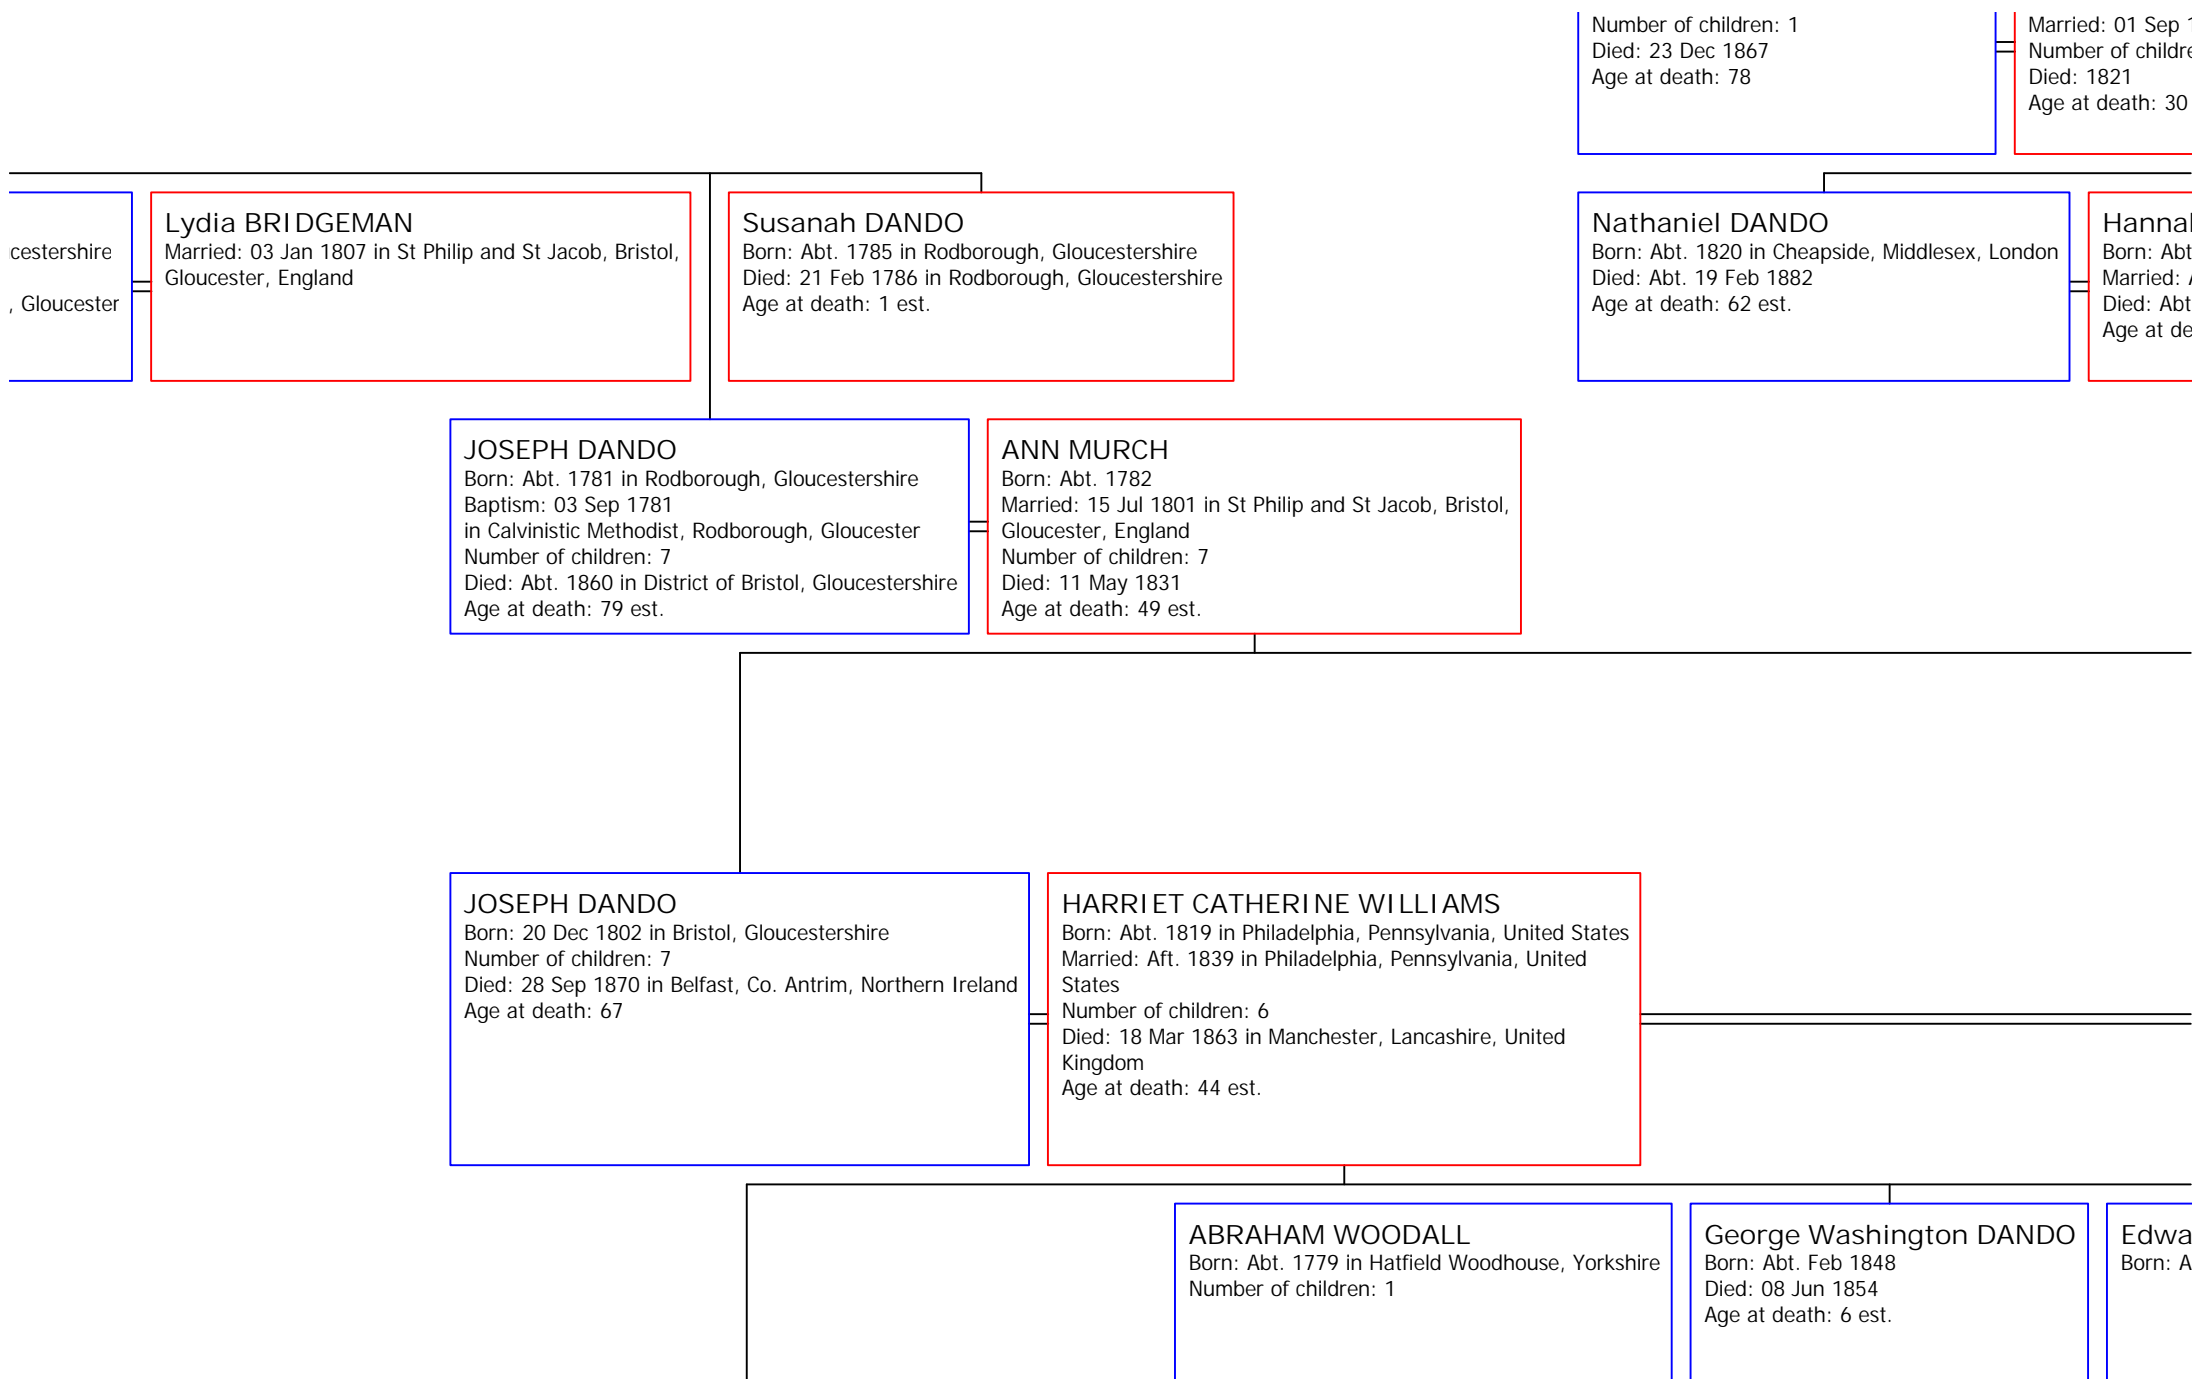 Number of children: 1
Died: 23 Dec 1867
Age at death: 78
Married: 01 Sep
Number of
Died: 1821
Age at death: 30
, Gloucester
Lydia BRIDGEMAN
Married: 03 Jan 1807 in St Philip and St Jacob, Bristol,
Gloucester, England
Susanah DANDO
Born: Abt. 1785 in Rodborough, Gloucestershire
Died: 21 Feb 1786 in Rodborough, Gloucestershire
Age at death: 1 est.
Nathaniel DANDO
Born: Abt. 1820 in Cheapside, Middlesex, London
Died: Abt. 19 Feb 1882
Age at death: 62 est.
Born: Abt
Married:
Died: Abt
Age at
JOSEPH DANDO
Born: Abt. 1781 in Rodborough, Gloucestershire
Baptism: 03 Sep 1781
in Calvinistic Methodist, Rodborough, Gloucester
Number of children: 7
Died: Abt. 1860 in District of Bristol, Gloucestershire
Age at death: 79 est.
ANN MURCH
Born: Abt. 1782
Married: 15 Jul 1801 in St Philip and St Jacob, Bristol,
Gloucester, England
Number of children: 7
Died: 11 May 1831
Age at death: 49 est.
JOSEPH DANDO
Born: 20 Dec 1802 in Bristol, Gloucestershire
Number of children: 7
Died: 28 Sep 1870 in Belfast, Co. Antrim, Northern Ireland
Age at death: 67
HARRIET CATHERINE WILLIAMS
Born: Abt. 1819 in Philadelphia, Pennsylvania, United States
Married: Aft. 1839 in Philadelphia, Pennsylvania, United
States
Number of children: 6
Died: 18 Mar 1863 in Manchester, Lancashire, United
Kingdom
Age at death: 44 est.
ABRAHAM WOODALL
Born: Abt. 1779 in Hatfield Woodhouse, Yorkshire
Number of children: 1
George Washington DANDO
Born: Abt. Feb 1848
Died: 08 Jun 1854
Age at death: 6 est.
Born: